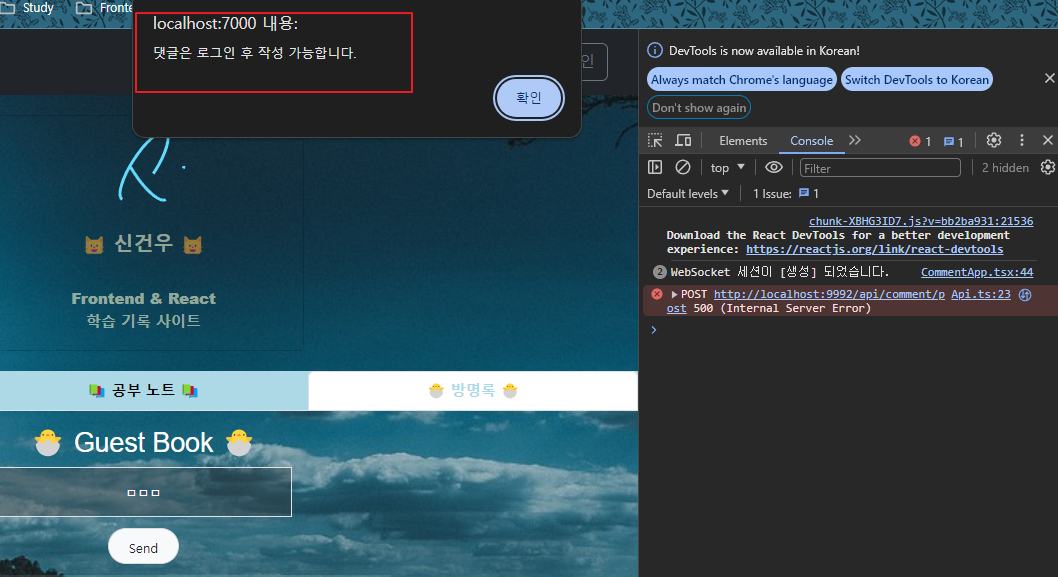 Study
Fronte
localhost:7000 내용:
댓글은 로그인 후 작성 가능합니다.
인
확인
신건우
Frontend & React
학습 기록 사이트
공부 노트
방명록
Guest Book
ㅁㅁㅁ
Send
DevTools is now available in Korean!
Always match Chrome's language
Switch DevTools to Korean
Don't show again
Elements
Console
1
1
top
Filter
2 hidden
Default levels
1 Issue:
1
chunk-XBHG3ID7.js?v=bb2ba931:21536
Download the React DevTools for a better development
experience: https://reactjs.org/link/react-devtools
2 WebSocket 세션이 [생성] 되었습니다. CommentApp.tsx:44
POST http://localhost:9992/api/comment/p Api.ts:23
ost 500 (Internal Server Error)